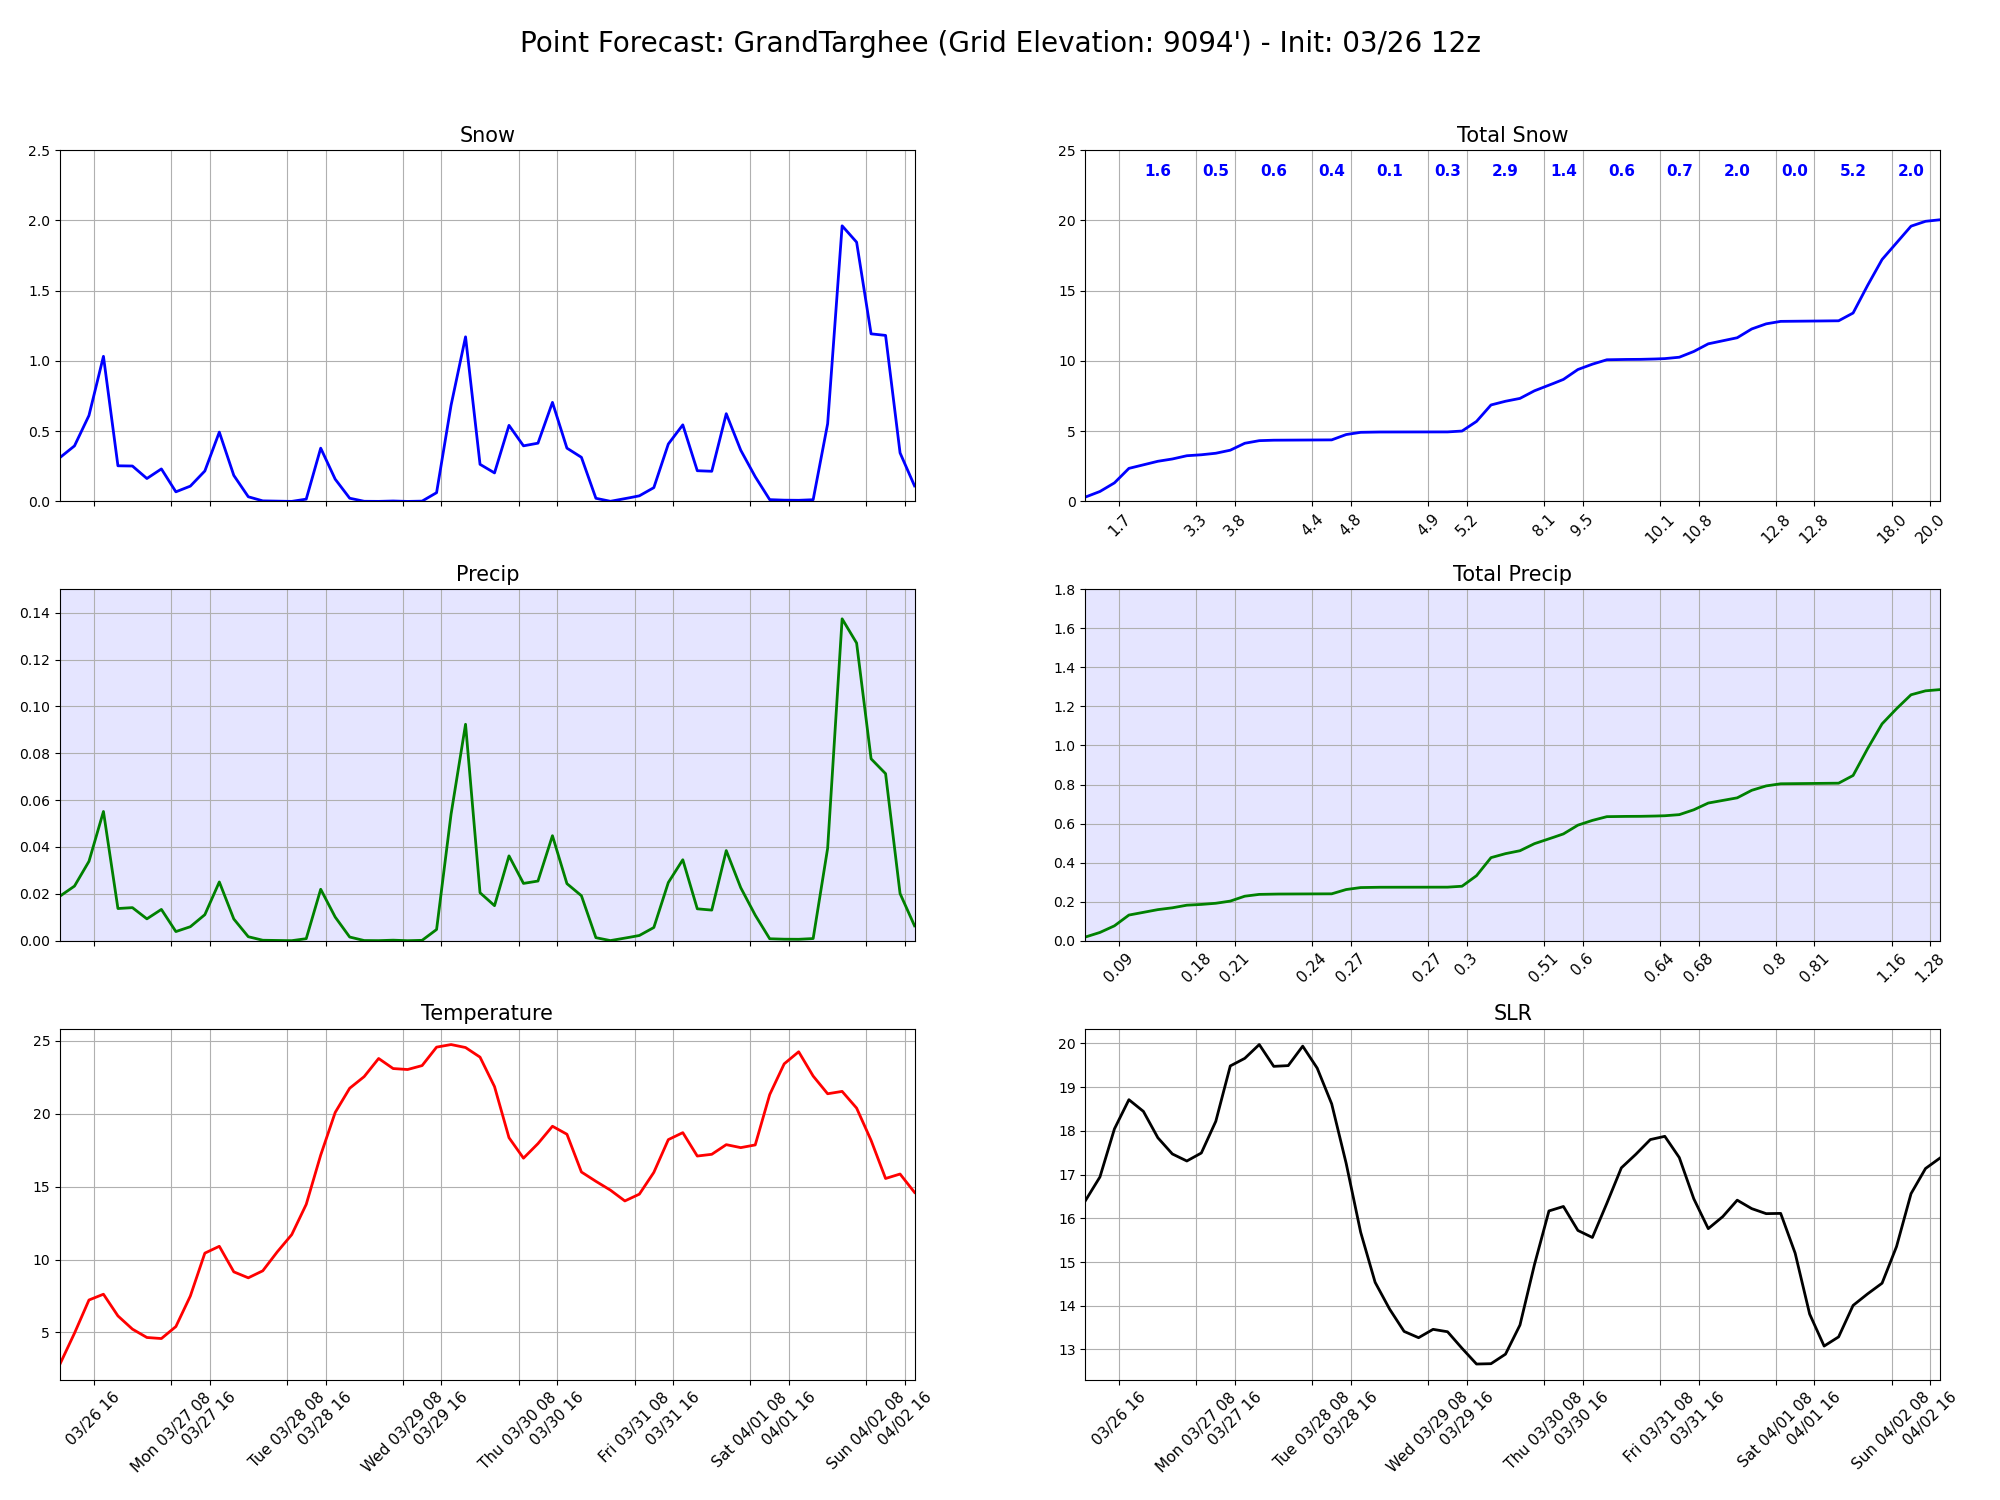 Point Forecast: GrandTarghee (Grid Elevation: 9094') - Init: 03/26 12z
Snow
2.5
2.0
1.5
1.0
0.5
0.0
Total Snow
1.6 0.5 0.6 0.4 0.1 0.3 2.9 1.4 0.6 0.7 2.0 0.0 5.2 2.0
25
20
15
10
5
0
1.7 3.3 3.8 4.4 4.8 4.9 5.2 8.1 9.5 10.1 10.8 12.8 12.8 18.0 20.0
Precip
0.14
0.12
0.10
0.08
0.06
0.04
0.02
0.00
Total Precip
1.8
1.6
1.4
1.2
1.0
0.8
0.6
0.4
0.2
0.0
0.09 0.18 0.21 0.24 0.27 0.27 0.3 0.51 0.6 0.64 0.68 0.8 0.81 1.16 1.28
Temperature
25
20
15
10
5
03/26 16
Mon 03/27 08
03/27 16
Tue 03/28 08
03/28 16
Wed 03/29 08
03/29 16
Thu 03/30 08
03/30 16
Fri 03/31 08
03/31 16
Sat 04/01 08
04/01 16
Sun 04/02 08
04/02 16
SLR
20
19
18
17
16
15
14
13
03/26 16
Mon 03/27 08
03/27 16
Tue 03/28 08
03/28 16
Wed 03/29 08
03/29 16
Thu 03/30 08
03/30 16
Fri 03/31 08
03/31 16
Sat 04/01 08
04/01 16
Sun 04/02 08
04/02 16